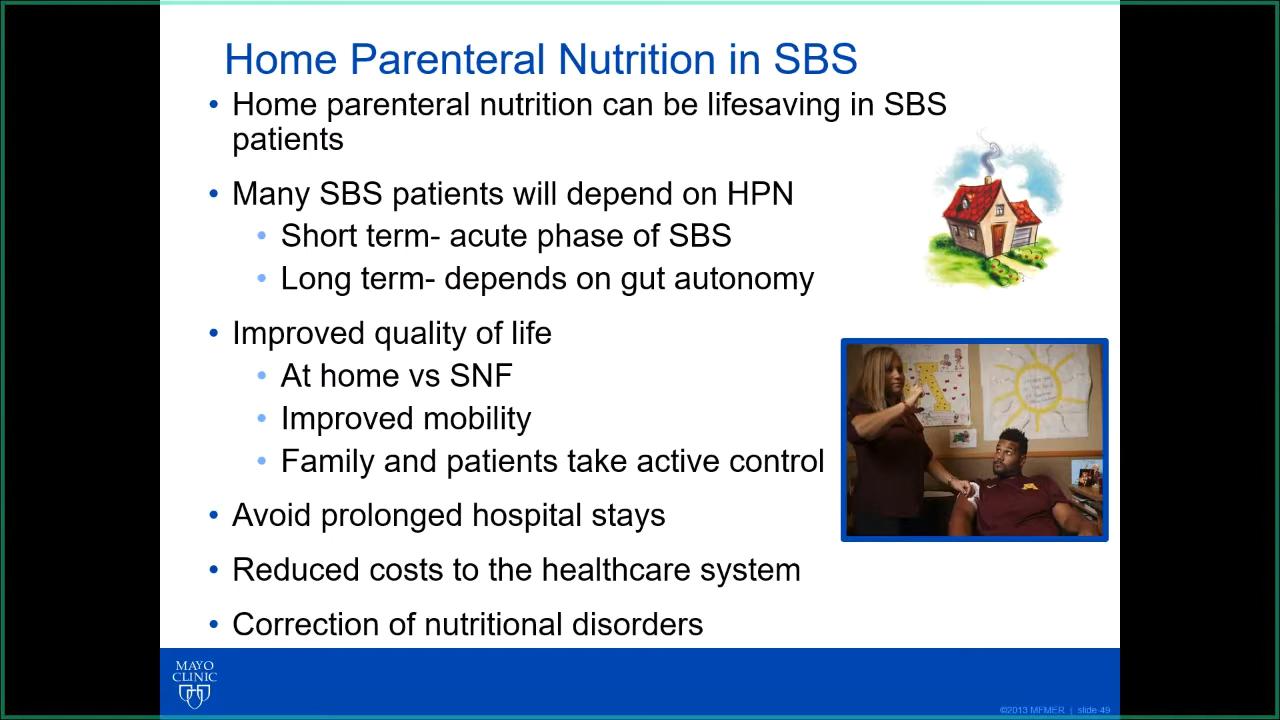 Home Parenteral Nutrition in SBS
• Home parenteral nutrition can be lifesaving in SBS
patients
• Many SBS patients will depend on HPN
• Short term- acute phase of SBS
• Long term- depends on gut autonomy
• Improved quality of life
• At home vs SNF
• Improved mobility
• Family and patients take active control
• Avoid prolonged hospital stays
• Reduced costs to the healthcare system
• Correction of nutritional disorders
MAYO
CLINIC
©2013 MFMER | slide 49